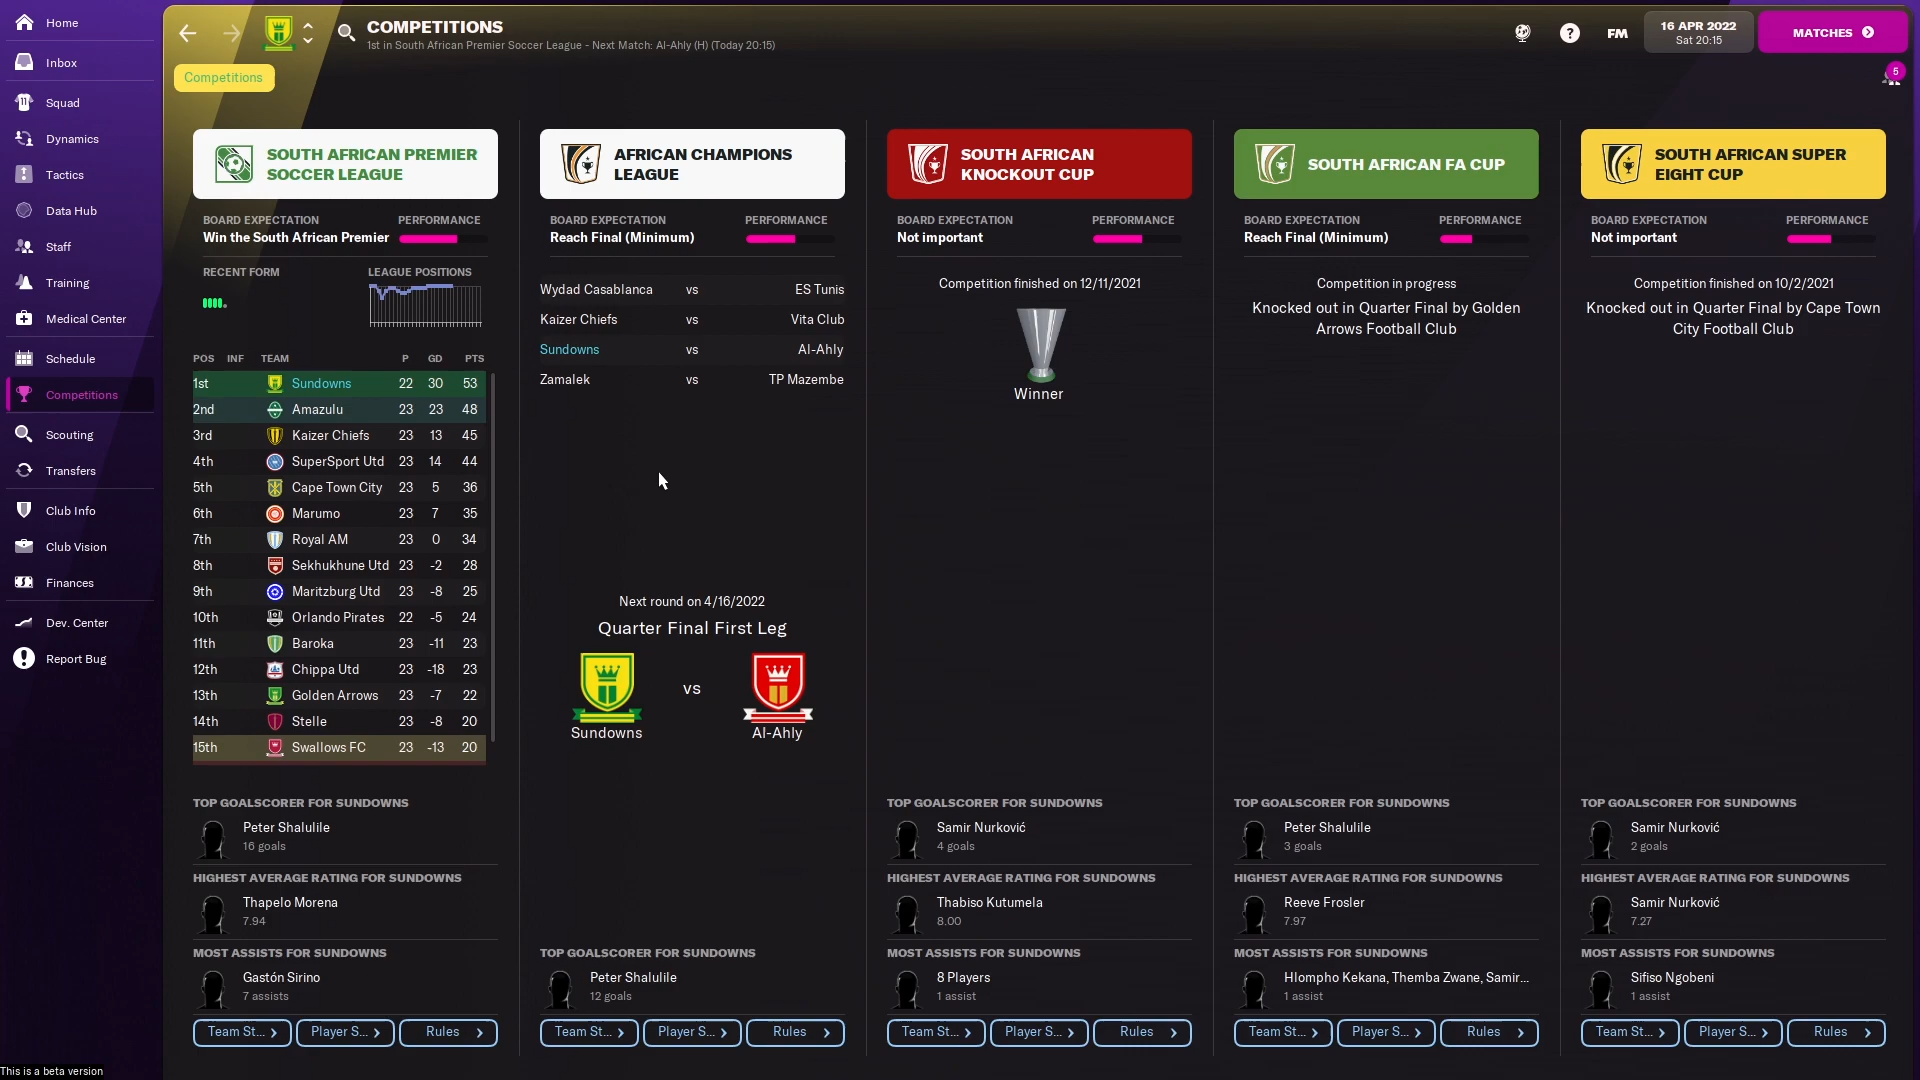 Home
Inbox
Squad
Dynamics
Tactics
Data Hub
Staff
Training
Medical Center
Schedule
Competitions
Scouting
Transfers
Club Info
Club Vision
Finances
Dev. Center
Report Bug
This is a beta version
COMPETITIONS
1st in South African Premier Soccer League - Next Match: Al-Ahly (H) (Today 20:15)
? FM
16 APR 2022
Sat 20:15
MATCHES
Competitions
5
SOUTH AFRICAN PREMIER
SOCCER LEAGUE
BOARD EXPECTATION PERFORMANCE
Win the South African Premier
RECENT FORM LEAGUE POSITIONS
POS INF TEAM P GD PTS
1st Sundowns 22 30 53
2nd Amazulu 23 23 48
3rd Kaizer Chiefs 23 13 45
4th SuperSport Utd 23 14 44
5th Cape Town City 23 5 36
6th Marumo 23 7 35
7th Royal AM 23 0 34
8th Sekhukhune Utd 23 -2 28
9th Maritzburg Utd 23 -8 25
10th Orlando Pirates 22 -5 24
11th Baroka 23 -11 23
12th Chippa Utd 23 -18 23
13th Golden Arrows 23 -7 22
14th Stelle 23 -8 20
15th Swallows FC 23 -13 20
TOP GOALSCORER FOR SUNDOWNS
Peter Shalulile
16 goals
HIGHEST AVERAGE RATING FOR SUNDOWNS
Thapelo Morena
7.94
MOST ASSISTS FOR SUNDOWNS
Gastón Sirino
7 assists
Team St... Player S... Rules
AFRICAN CHAMPIONS
LEAGUE
BOARD EXPECTATION PERFORMANCE
Reach Final (Minimum)
Wydad Casablanca vs ES Tunis
Kaizer Chiefs vs Vita Club
Sundowns vs Al-Ahly
Zamalek vs TP Mazembe
Next round on 4/16/2022
Quarter Final First Leg
vs
Sundowns Al-Ahly
TOP GOALSCORER FOR SUNDOWNS
Peter Shalulile
12 goals
Team St... Player S... Rules
SOUTH AFRICAN
KNOCKOUT CUP
BOARD EXPECTATION PERFORMANCE
Not important
Competition finished on 12/11/2021
Winner
TOP GOALSCORER FOR SUNDOWNS
Samir Nurković
4 goals
HIGHEST AVERAGE RATING FOR SUNDOWNS
Thabiso Kutumela
8.00
MOST ASSISTS FOR SUNDOWNS
8 Players
1 assist
Team St... Player S... Rules
SOUTH AFRICAN FA CUP
BOARD EXPECTATION PERFORMANCE
Reach Final (Minimum)
Competition in progress
Knocked out in Quarter Final by Golden
Arrows Football Club
TOP GOALSCORER FOR SUNDOWNS
Peter Shalulile
3 goals
HIGHEST AVERAGE RATING FOR SUNDOWNS
Reeve Frosler
7.97
MOST ASSISTS FOR SUNDOWNS
Hlompho Kekana, Themba Zwane, Samir...
1 assist
Team St... Player S... Rules
SOUTH AFRICAN SUPER
EIGHT CUP
BOARD EXPECTATION PERFORMANCE
Not important
Competition finished on 10/2/2021
Knocked out in Quarter Final by Cape Town
City Football Club
TOP GOALSCORER FOR SUNDOWNS
Samir Nurković
2 goals
HIGHEST AVERAGE RATING FOR SUNDOWNS
Samir Nurković
7.27
MOST ASSISTS FOR SUNDOWNS
Sifiso Ngobeni
1 assist
Team St... Player S... Rules